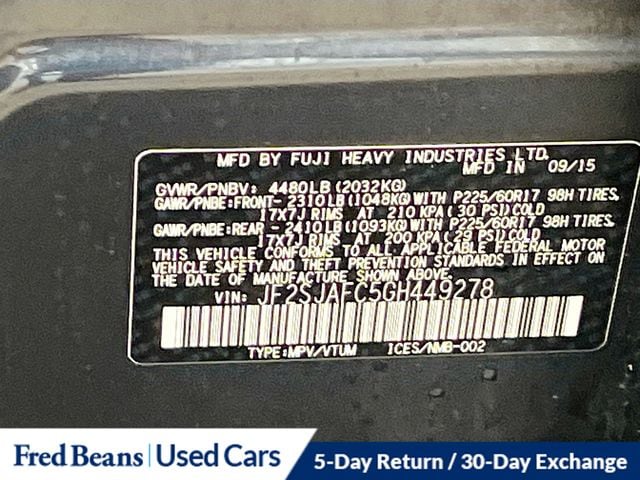 MFD BY FUJI HEAVY INDUSTRIES LTD.
MFD IN 09/15
GVWR/PNBV: 4480LB(2032KG)
GAWR/PNBE:FRONT-2310LB(1048KG)WITH P225/60R17 98H TIRES,
17X7J RIMS AT 210 KPA(30 PSI)COLD
GAWR/PNBE:REAR -2410LB(1093KG)WITH P225/60R17 98H TIRES,
17X7J RIMS AT 200 KPA(29 PSI)COLD
THIS VEHICLE CONFORMS TO ALL APPLICABLE FEDERAL MOTOR
VEHICLE SAFETY AND THEFT PREVENTION STANDARDS IN EFFECT ON
THE DATE OF MANUFACTURE SHOWN ABOVE.
VIN: JF2SJAFC5GH449278
TYPE:MPV/VTUM ICES/NMB-002
Fred Beans | Used Cars
5-Day Return / 30-Day Exchange